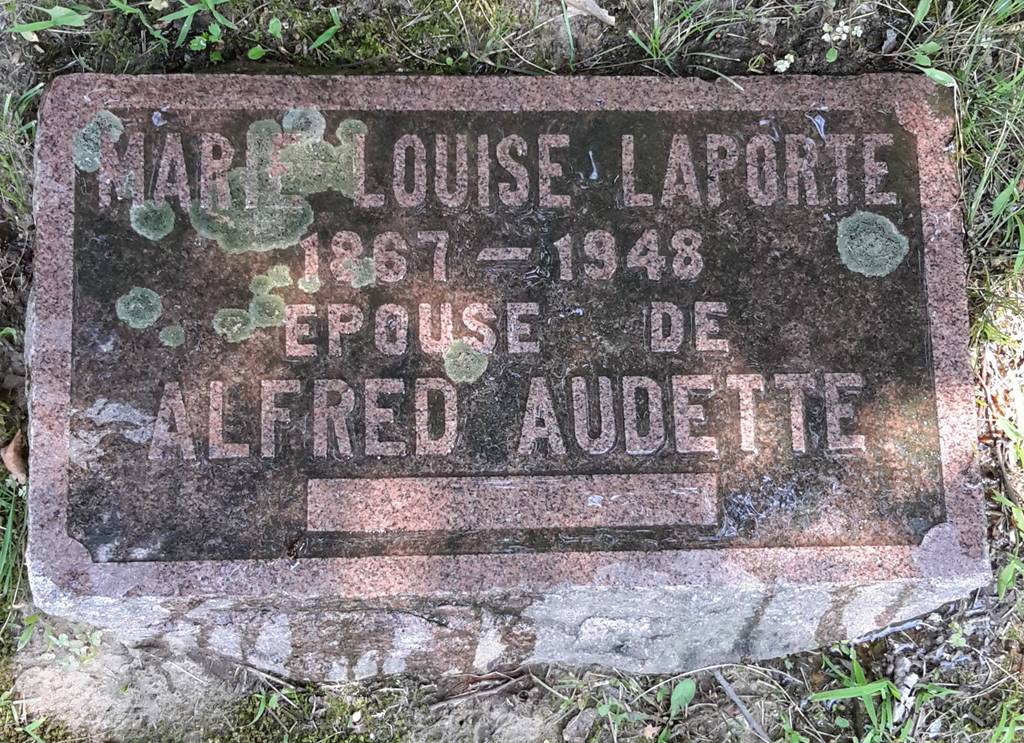 MARIE LOUISE LAPORTE
1867 — 1948
EPOUSE DE
ALFRED AUDETTE